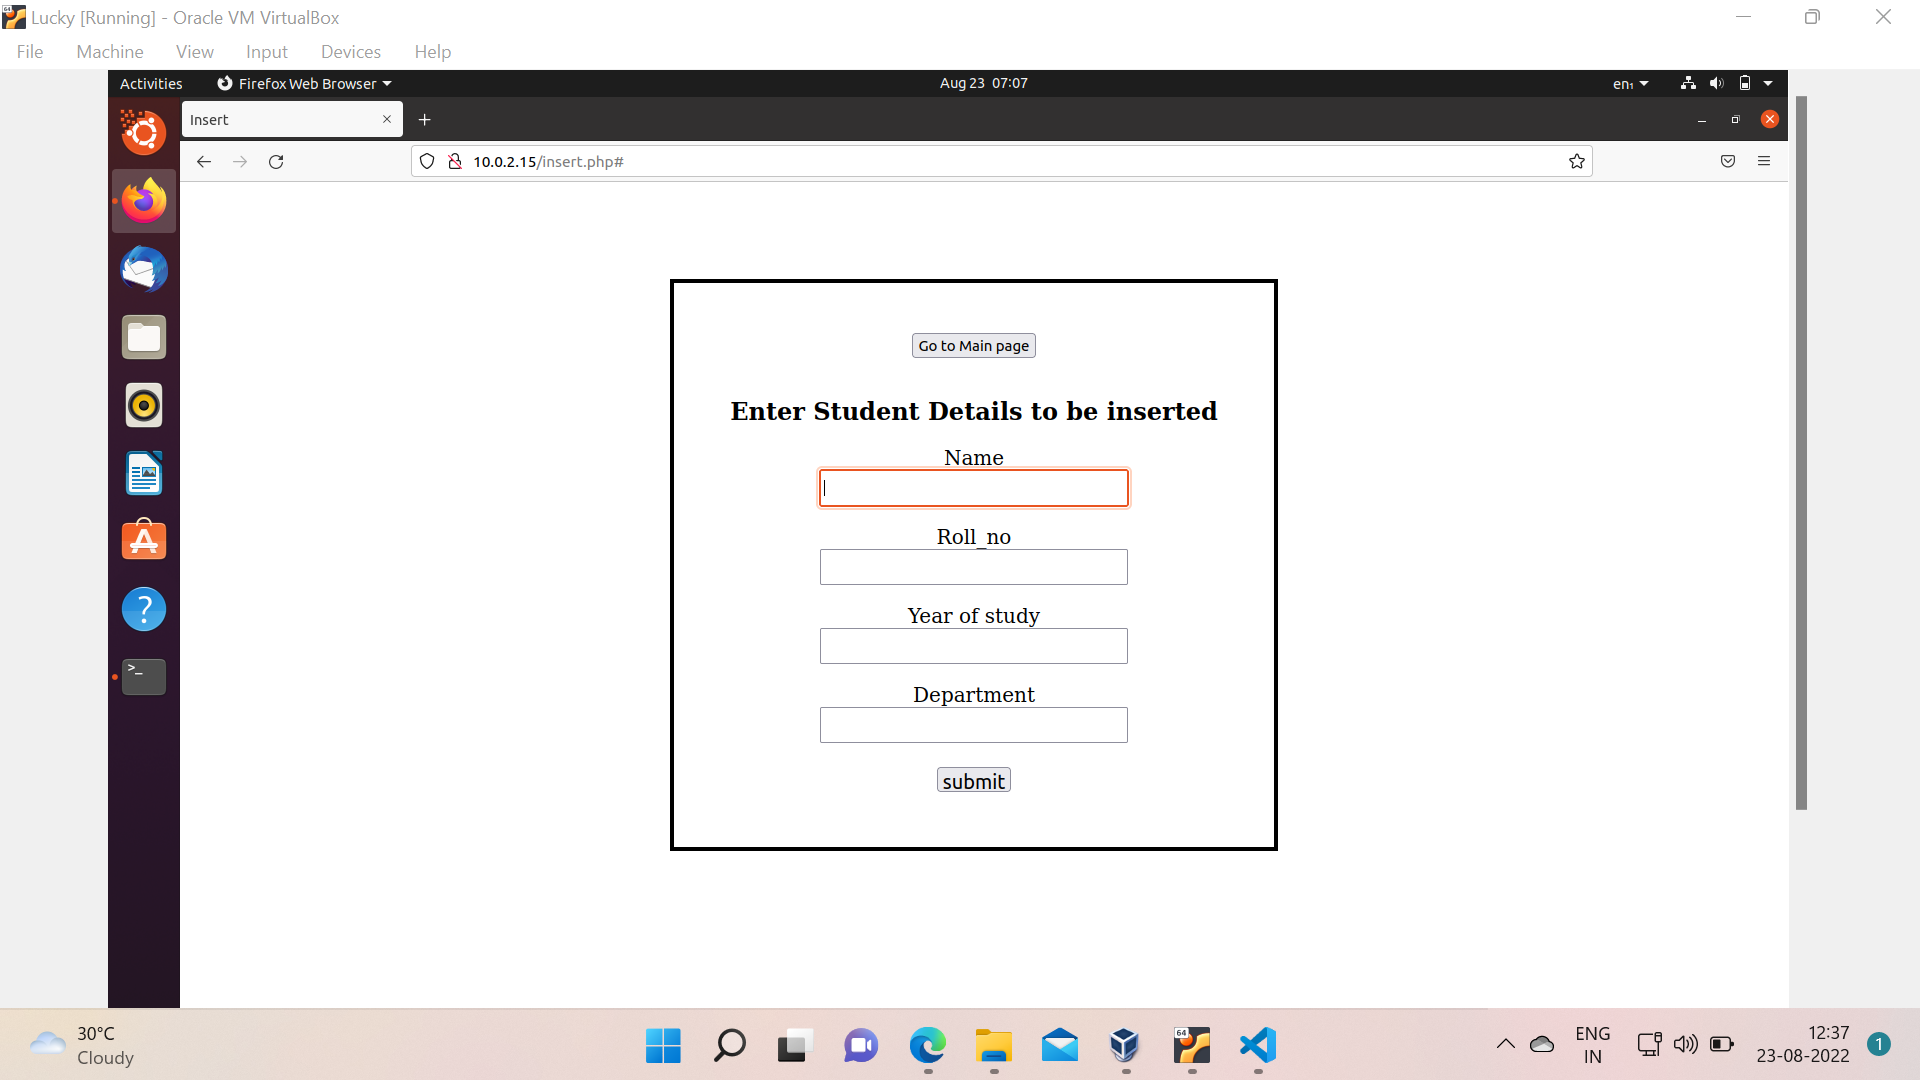 Lucky [Running] - Oracle VM VirtualBox
File Machine View Input Devices Help
Activities Firefox Web Browser Aug 23 07:07 en₁
Insert
10.0.2.15/insert.php#
Go to Main page
Enter Student Details to be inserted
Name
Roll_no
Year of study
Department
submit
30°C
Cloudy
64
ENG
IN
12:37
23-08-2022
1